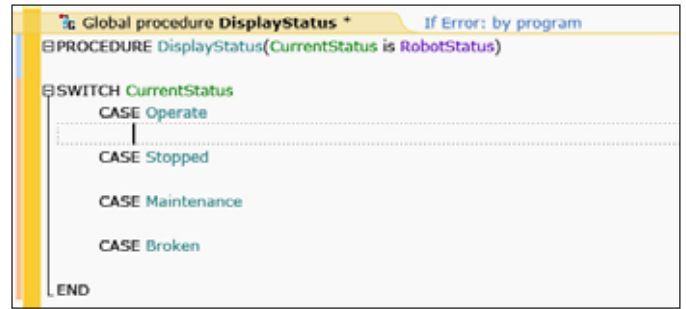 Global procedure DisplayStatus * If Error: by program
PROCEDURE DisplayStatus(CurrentStatus is RobotStatus)
SWITCH CurrentStatus
CASE Operate
CASE Stopped
CASE Maintenance
CASE Broken
END